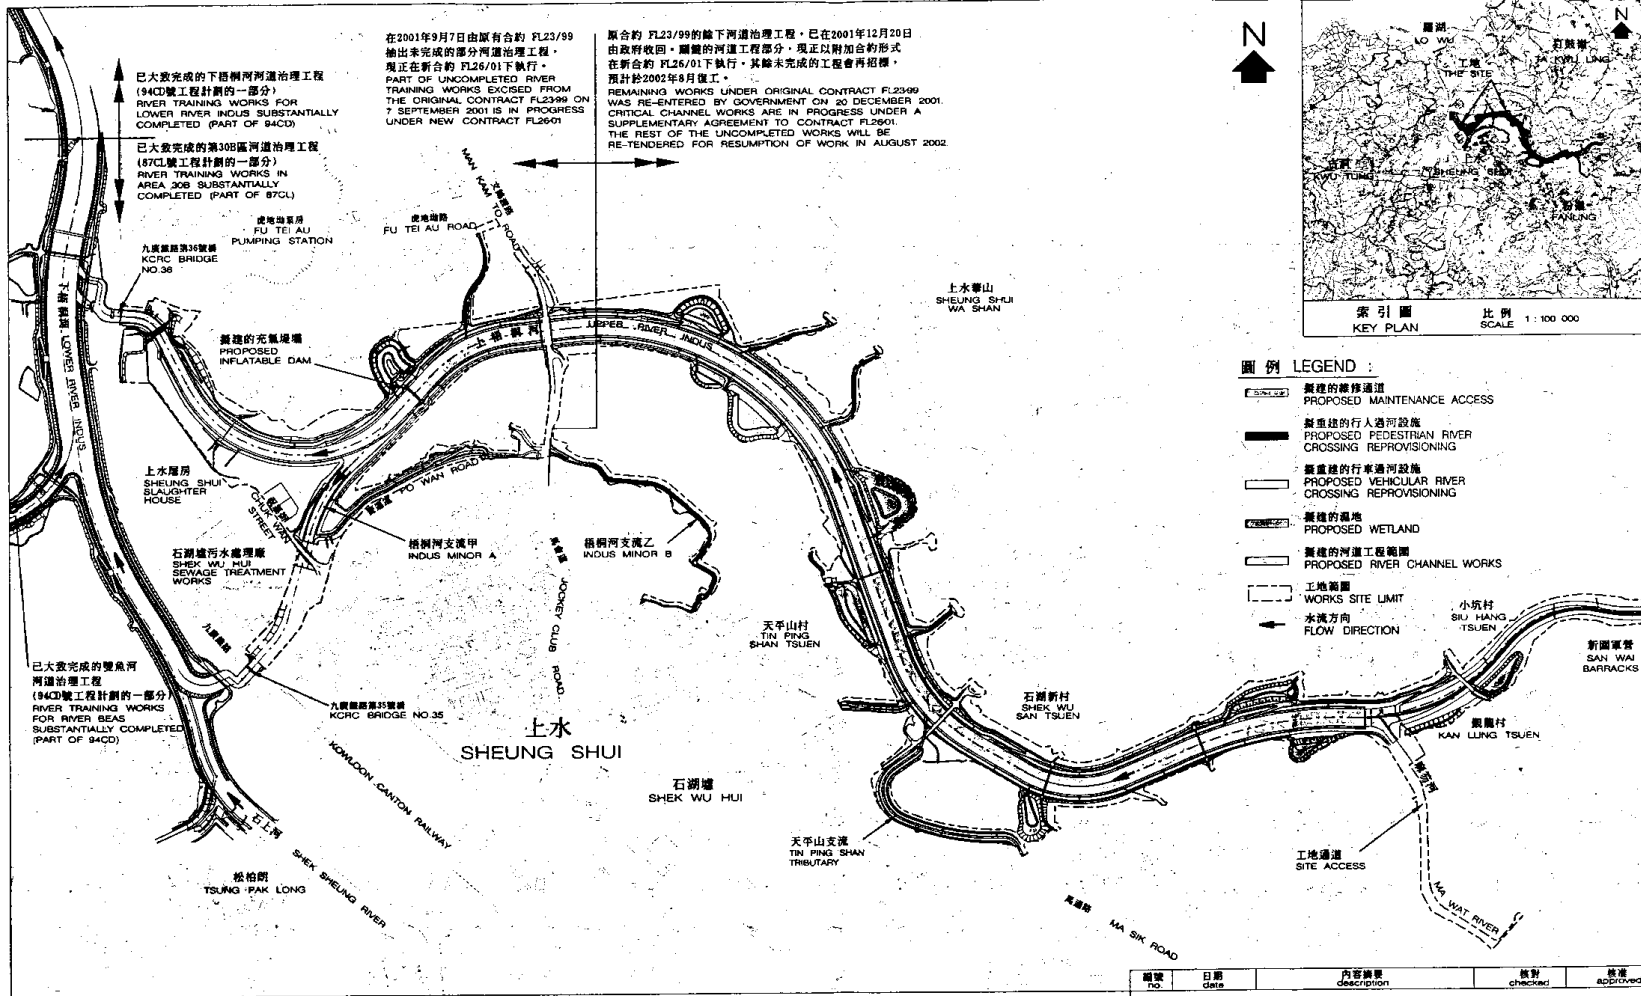 在2001年9月7日由原有合約 FL23/99
抽出未完成的部分河道治理工程，
現正在新合約 FL26/01下執行。
PART OF UNCOMPLETED RIVER
TRAINING WORKS EXCISED FROM
THE ORIGINAL CONTRACT FL23/99 ON
7 SEPTEMBER 2001 IS IN PROGRESS
UNDER NEW CONTRACT FL26/01
原合約 FL23/99的餘下河道治理工程，已在2001年12月20日
由政府收回。關鍵的河道工程部分，現正以附加合約形式
在新合約 FL26/01下執行。其餘未完成的工程會再招標，
預計於2002年8月復工。
REMAINING WORKS UNDER ORIGINAL CONTRACT FL23/99
WAS RE-ENTERED BY GOVERNMENT ON 20 DECEMBER 2001.
CRITICAL CHANNEL WORKS ARE IN PROGRESS UNDER A
SUPPLEMENTARY AGREEMENT TO CONTRACT FL26/01.
THE REST OF THE UNCOMPLETED WORKS WILL BE
RE-TENDERED FOR RESUMPTION OF WORK IN AUGUST 2002.
已大致完成的下梧桐河河道治理工程
(94CD號工程計劃的一部分)
RIVER TRAINING WORKS FOR
LOWER RIVER INDUS SUBSTANTIALLY
COMPLETED (PART OF 94CD)
已大致完成的第30B區河道治理工程
(87CL號工程計劃的一部分)
RIVER TRAINING WORKS IN
AREA 30B SUBSTANTIALLY
COMPLETED (PART OF 87CL)
虎地坳泵房
FU TEI AU
PUMPING STATION
虎地坳路
FU TEI AU ROAD
文錦渡路
MAN KAM TO ROAD
九廣鐵路第36號橋
KCRC BRIDGE
NO.36
擬建的充氣堤壩
PROPOSED
INFLATABLE DAM
上梧桐河 UPPER RIVER INDUS
下梧桐河 LOWER RIVER INDUS
上水華山
SHEUNG SHUI
WA SHAN
上水屠房
SHEUNG SHUI
SLAUGHTER
HOUSE
CHUK WAN
STREET
寶運道 PO WAN ROAD
石湖墟污水處理廠
SHEK WU HUI
SEWAGE TREATMENT
WORKS
梧桐河支流甲
INDUS MINOR A
梧桐河支流乙
INDUS MINOR B
馬會道 JOCKEY CLUB ROAD
天平山村
TIN PING
SHAN TSUEN
九廣鐵路
已大致完成的雙魚河
河道治理工程
(94CD號工程計劃的一部分)
RIVER TRAINING WORKS
FOR RIVER BEAS
SUBSTANTIALLY COMPLETED
(PART OF 94CD)
九廣鐵路第35號橋
KCRC BRIDGE NO.35
KOWLOON-CANTON RAILWAY
上水
SHEUNG SHUI
石湖墟
SHEK WU HUI
石湖新村
SHEK WU
SAN TSUEN
石上河
SHEK SHEUNG RIVER
松柏朗
TSUNG PAK LONG
天平山支流
TIN PING SHAN
TRIBUTARY
馬適路
MA SIK ROAD
工地通道
SITE ACCESS
MA WAT RIVER
小坑村
SIU HANG
TSUEN
新圍軍營
SAN WAI
BARRACKS
KAN LUNG TSUEN
N
N
羅湖
LO WU
打鼓嶺
TA KWU LING
工地
THE SITE
古洞
KWU TUNG
上水
SHEUNG SHUI
粉嶺
FANLING
索引圖
KEY PLAN
比例
SCALE 1 : 100 000
圖例 LEGEND :
擬建的維修通道
PROPOSED MAINTENANCE ACCESS
擬重建的行人過河設施
PROPOSED PEDESTRIAN RIVER
CROSSING REPROVISIONING
擬重建的行車過河設施
PROPOSED VEHICULAR RIVER
CROSSING REPROVISIONING
擬建的濕地
PROPOSED WETLAND
擬建的河道工程範圍
PROPOSED RIVER CHANNEL WORKS
工地範圍
WORKS SITE LIMIT
水流方向
FLOW DIRECTION
編號 no.
日期 date
內容摘要 description
核對 checked
核准 approved